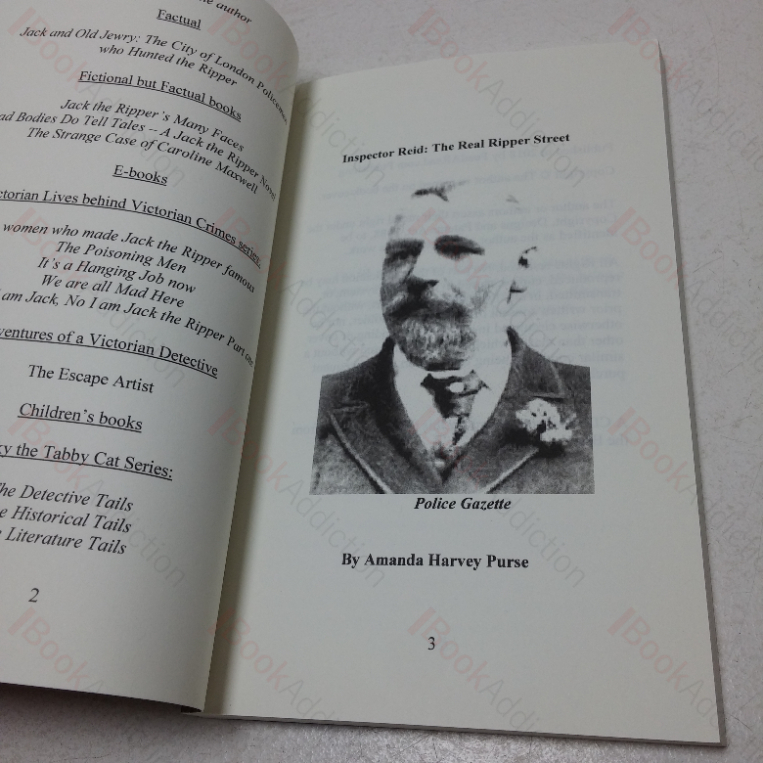 the author
Factual
Jack and Old Jewry: The City of London Policemen
who Hunted the Ripper
Fictional but Factual books
Jack the Ripper's Many Faces
Bodies Do Tell Tales -- A Jack the Ripper Novel
The Strange Case of Caroline Maxwell
E-books
Victorian Lives behind Victorian Crimes series:
women who made Jack the Ripper famous
The Poisoning Men
It's a Hanging Job now
We are all Mad Here
I am Jack, No I am Jack the Ripper Part one
of a Victorian Detective
The Escape Artist
Children's books
the Tabby Cat Series:
The Detective Tails
Historical Tails
Literature Tails
2
Inspector Reid: The Real Ripper Street
Police Gazette
By Amanda Harvey Purse
3
BookAddiction